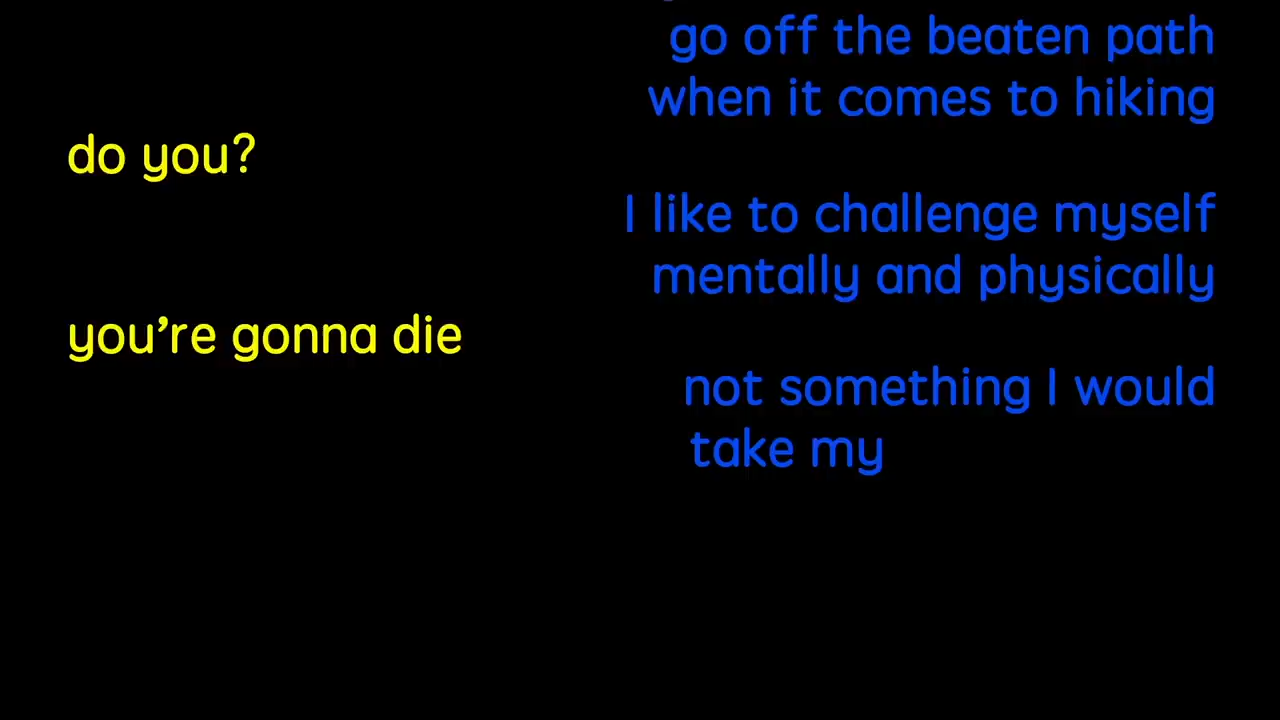 go off the beaten path
when it comes to hiking
do you?
I like to challenge myself
mentally and physically
you’re gonna die
not something I would
take my